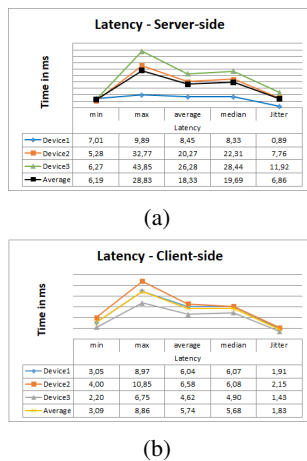 Latency - Server-side
Time in ms
min max average median Jitter
Latency
Device1 7,01 9,89 8,45 8,33 0,89
Device2 5,28 32,77 20,27 22,31 7,76
Device3 6,27 43,85 26,28 28,44 11,92
Average 6,19 28,83 18,33 19,69 6,86
(a)
Latency - Client-side
Time in ms
min max average median Jitter
Latency
Device1 3,05 8,97 6,04 6,07 1,91
Device2 4,00 10,85 6,58 6,08 2,15
Device3 2,20 6,75 4,62 4,90 1,43
Average 3,09 8,86 5,74 5,68 1,83
(b)